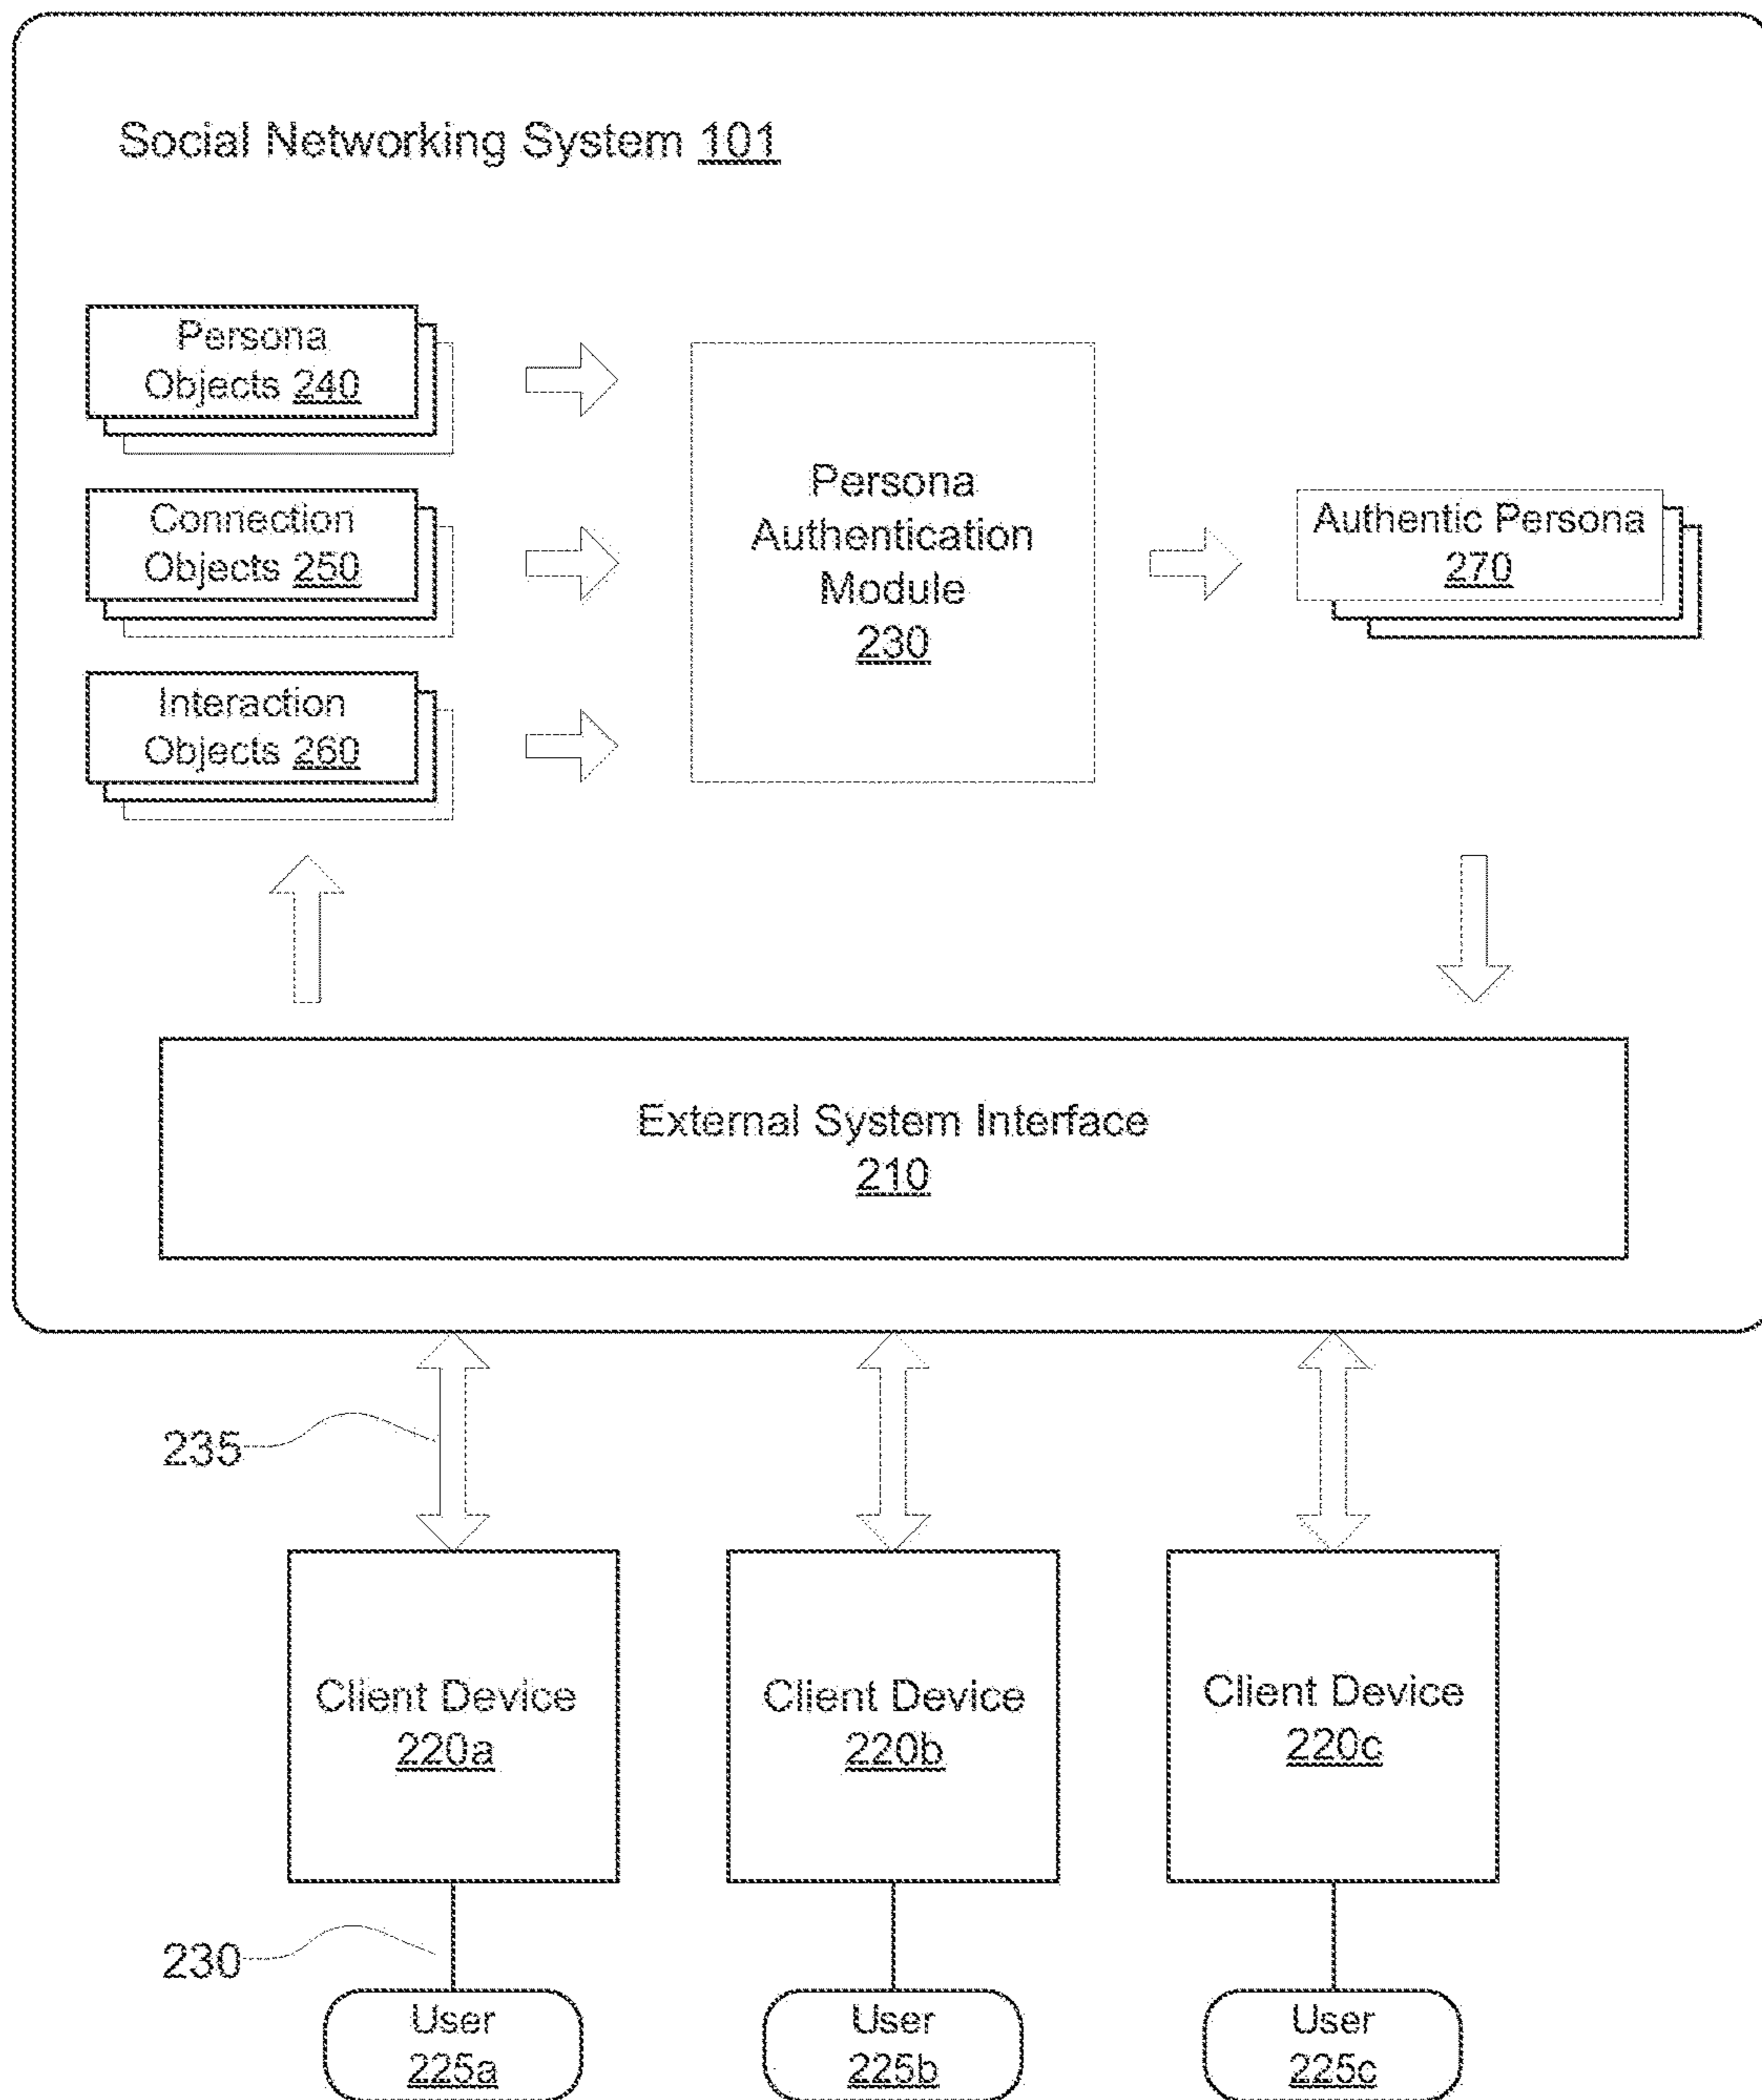 Social Networking System 101
Persona
Objects 240
Connection
Objects 250
Interaction
Objects 260
Persona
Authentication
Module
230
Authentic Persona
270
External System Interface
210
235
Client Device
220a
Client Device
220b
Client Device
220c
230
User
225a
User
225b
User
225c